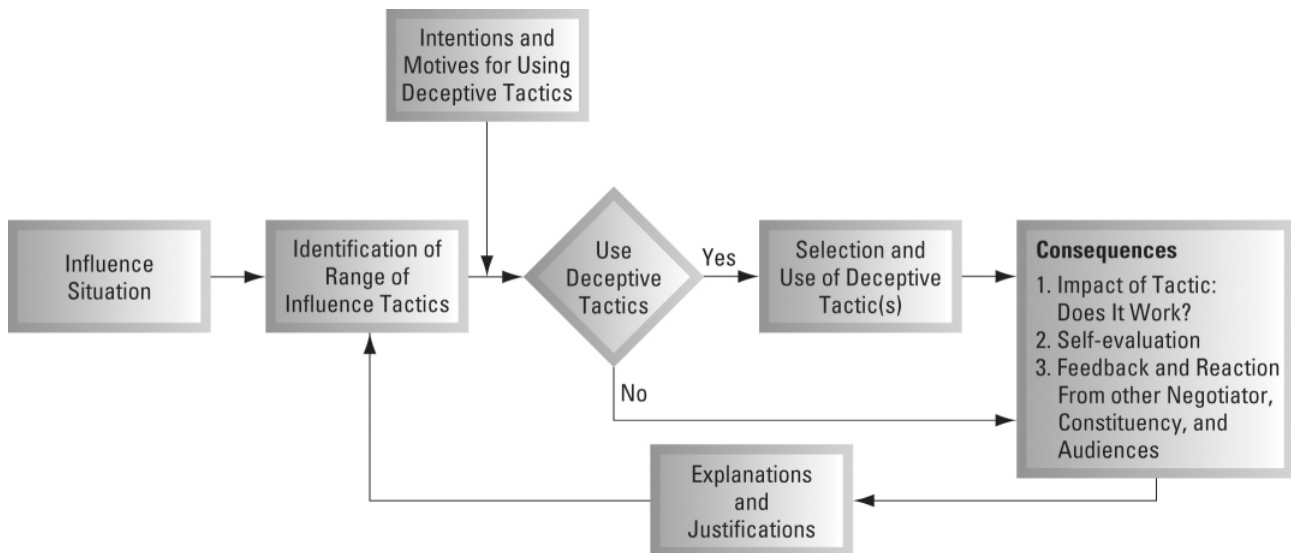 Intentions and
Motives for Using
Deceptive Tactics
Influence
Situation
Identification of
Range of
Influence Tactics
Use
Deceptive
Tactics
Yes
No
Selection and
Use of Deceptive
Tactic(s)
Consequences
1. Impact of Tactic:
Does It Work?
2. Self-evaluation
3. Feedback and Reaction
From other Negotiator,
Constituency, and
Audiences
Explanations
and
Justifications